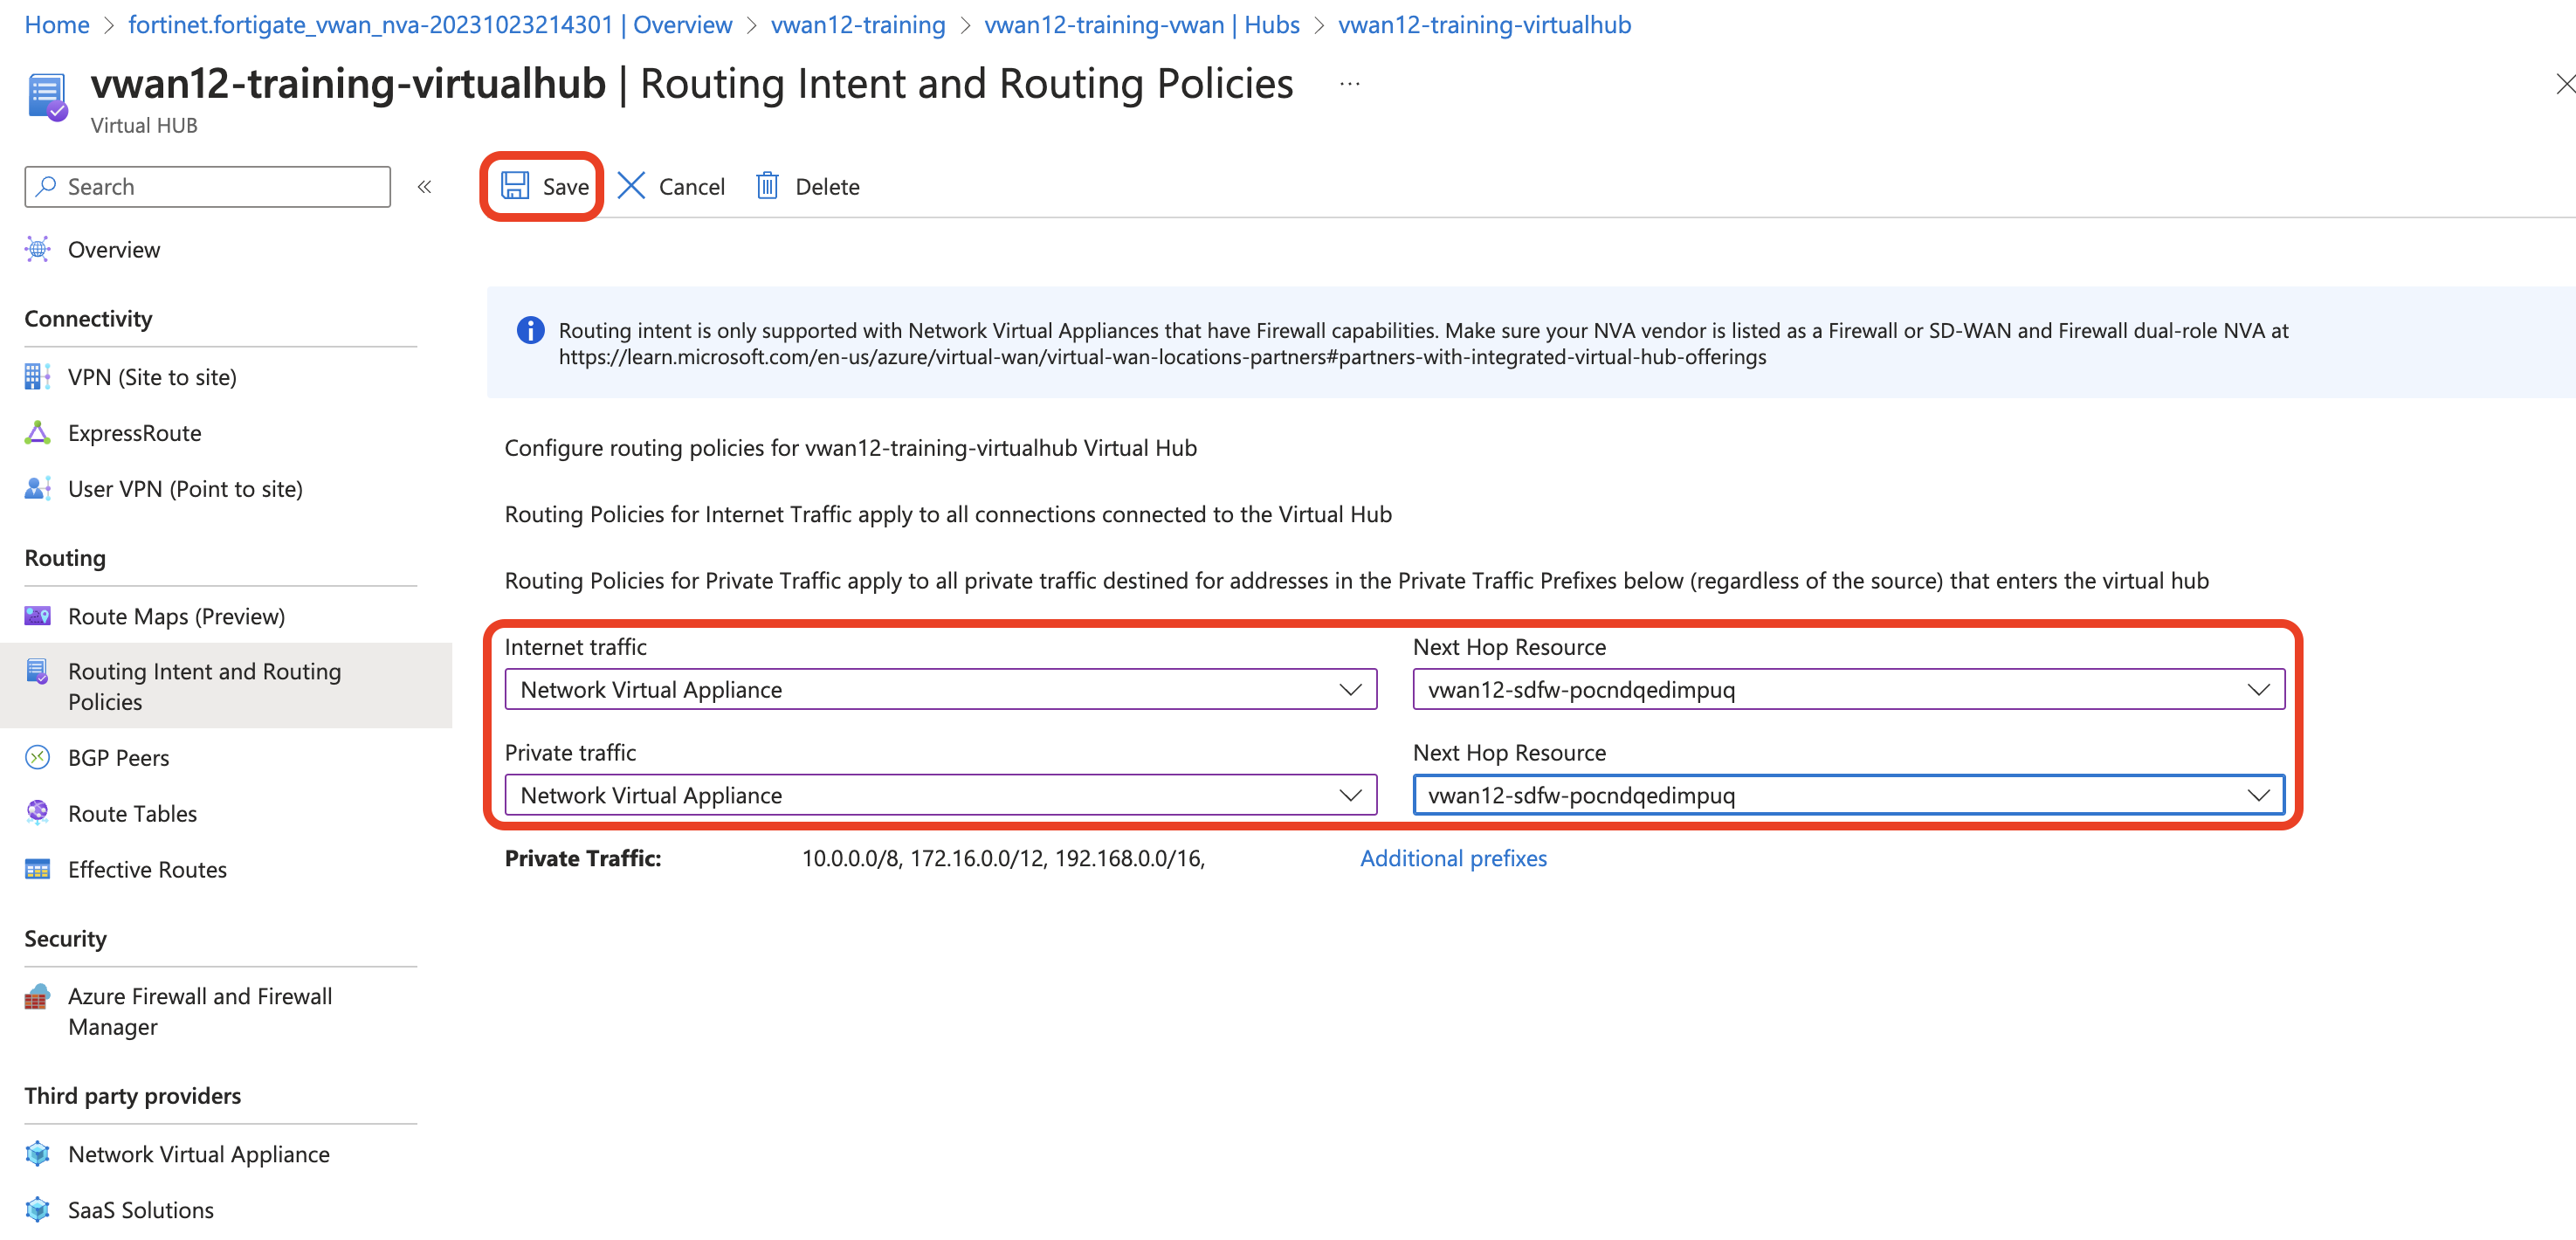 Home > fortinet.fortigate_vwan_nva-20231023214301 | Overview > vwan12-training > vwan12-training-vwan | Hubs > vwan12-training-virtualhub
vwan12-training-virtualhub | Routing Intent and Routing Policies ...
Virtual HUB
Search
«
Save
Cancel
Delete
Overview
Connectivity
VPN (Site to site)
ExpressRoute
User VPN (Point to site)
Routing
Route Maps (Preview)
Routing Intent and Routing
Policies
BGP Peers
Route Tables
Effective Routes
Security
Azure Firewall and Firewall
Manager
Third party providers
Network Virtual Appliance
SaaS Solutions
Routing intent is only supported with Network Virtual Appliances that have Firewall capabilities. Make sure your NVA vendor is listed as a Firewall or SD-WAN and Firewall dual-role NVA at
https://learn.microsoft.com/en-us/azure/virtual-wan/virtual-wan-locations-partners#partners-with-integrated-virtual-hub-offerings
Configure routing policies for vwan12-training-virtualhub Virtual Hub
Routing Policies for Internet Traffic apply to all connections connected to the Virtual Hub
Routing Policies for Private Traffic apply to all private traffic destined for addresses in the Private Traffic Prefixes below (regardless of the source) that enters the virtual hub
Internet traffic
Next Hop Resource
Network Virtual Appliance
vwan12-sdfw-pocndqedimpuq
Private traffic
Next Hop Resource
Network Virtual Appliance
vwan12-sdfw-pocndqedimpuq
Private Traffic: 10.0.0.0/8, 172.16.0.0/12, 192.168.0.0/16, Additional prefixes